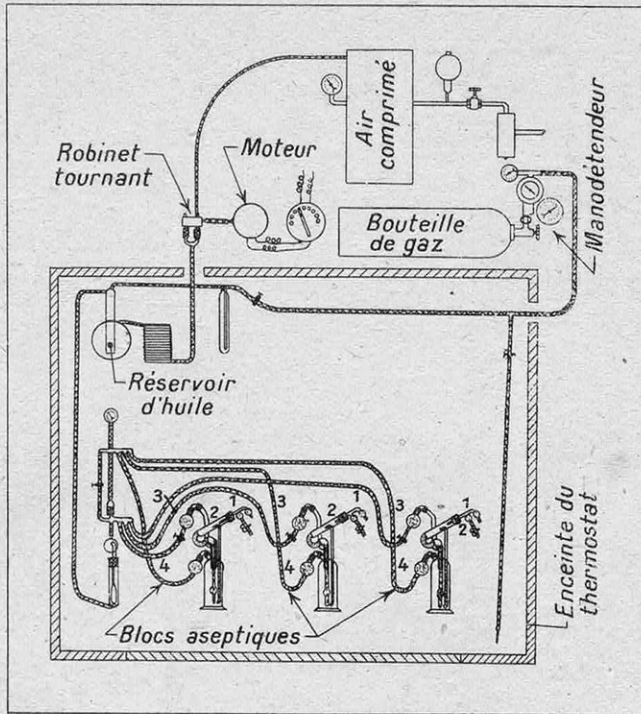 Air
comprimé
Robinet
tournant
Moteur
Bouteille
de gaz
Manodétendeur
Réservoir
d'huile
3
2
1
4
3
2
1
4
3
1
2
4
Blocs aseptiques
Enceinte du
thermostat